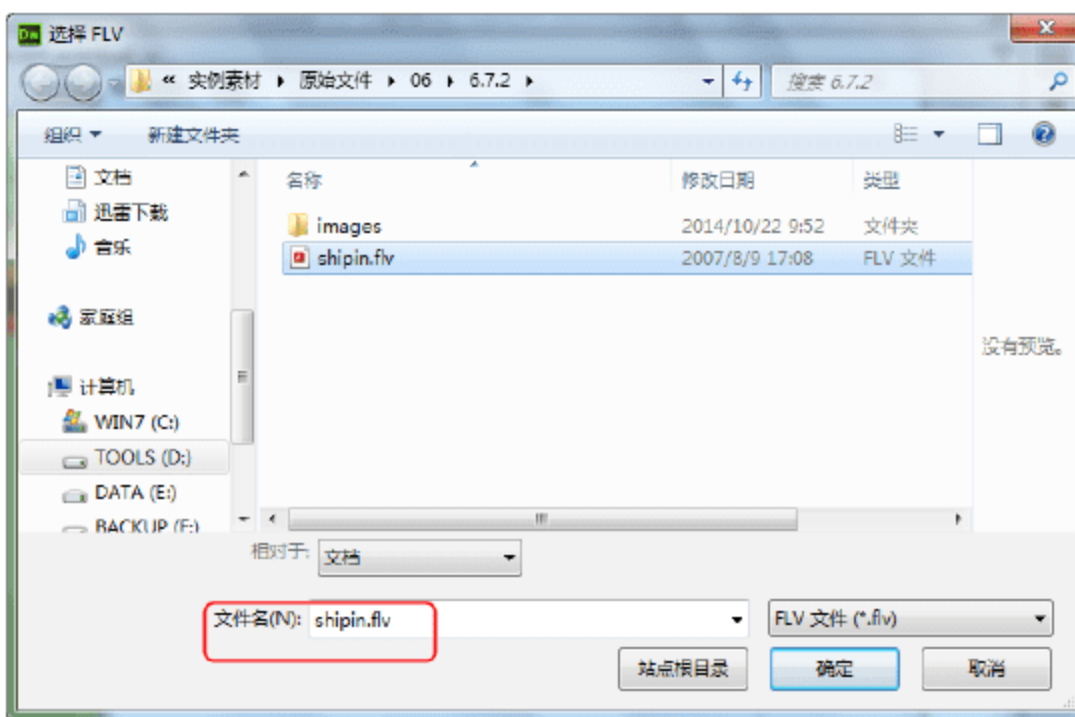 Dw 选择 FLV
« 实例素材 ▸ 原始文件 ▸ 06 ▸ 6.7.2 ▸ 搜索 6.7.2
组织 新建文件夹
文档
迅雷下载
音乐
家庭组
计算机
WIN7 (C:)
TOOLS (D:)
DATA (E:)
BACKUP (F:)
名称 修改日期 类型
images 2014/10/22 9:52 文件夹
shipin.flv 2007/8/9 17:08 FLV 文件
没有预览。
相对于: 文档
文件名(N): shipin.flv FLV 文件 (*.flv)
站点根目录 确定 取消